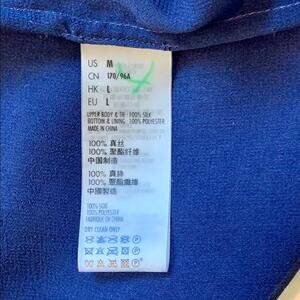 US M
CN 170/96A
HK L
EU L
UPPER BODY & TIE: 100% SILK
BOTTOM & LINING: 100% POLYESTER
MADE IN CHINA
100% 真丝
100% 聚酯纤维
中国制造
100% 真絲
100% 聚酯纖維
中國製造
100% SOIE
100% POLYESTER
FABRIQUÉ EN CHINE
DRY CLEAN ONLY